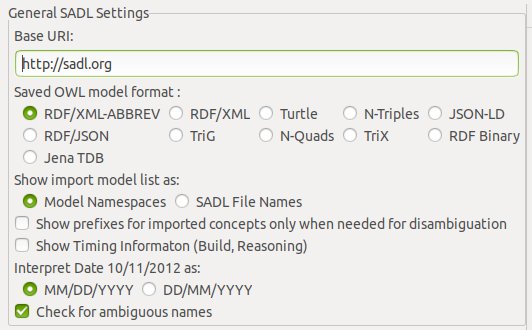 General SADL Settings
Base URI:
http://sadl.org
Saved OWL model format :
RDF/XML-ABBREV RDF/XML Turtle N-Triples JSON-LD
RDF/JSON TriG N-Quads TriX RDF Binary
Jena TDB
Show import model list as:
Model Namespaces SADL File Names
Show prefixes for imported concepts only when needed for disambiguation
Show Timing Informaton (Build, Reasoning)
Interpret Date 10/11/2012 as:
MM/DD/YYYY DD/MM/YYYY
Check for ambiguous names